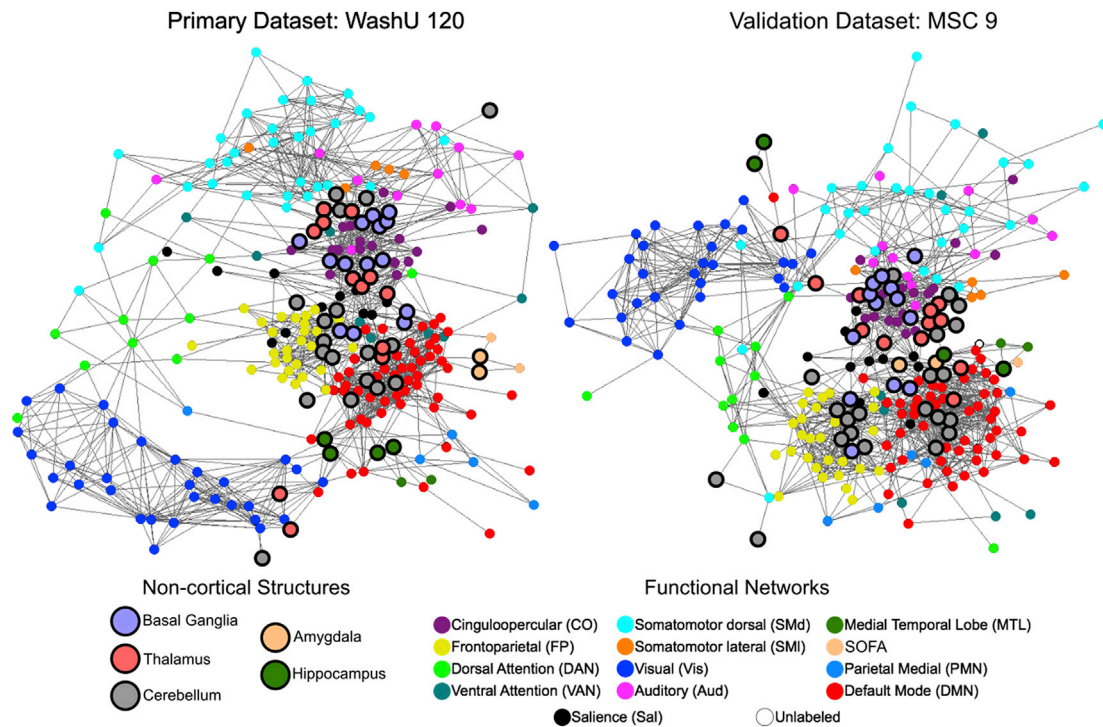 Primary Dataset: WashU 120
Validation Dataset: MSC 9
Non-cortical Structures
Basal Ganglia
Thalamus
Cerebellum
Amygdala
Hippocampus
Functional Networks
Cinguloopercular (CO)
Frontoparietal (FP)
Dorsal Attention (DAN)
Ventral Attention (VAN)
Somatomotor dorsal (SMd)
Somatomotor lateral (SMl)
Visual (Vis)
Auditory (Aud)
Medial Temporal Lobe (MTL)
SOFA
Parietal Medial (PMN)
Default Mode (DMN)
Salience (Sal)
Unlabeled